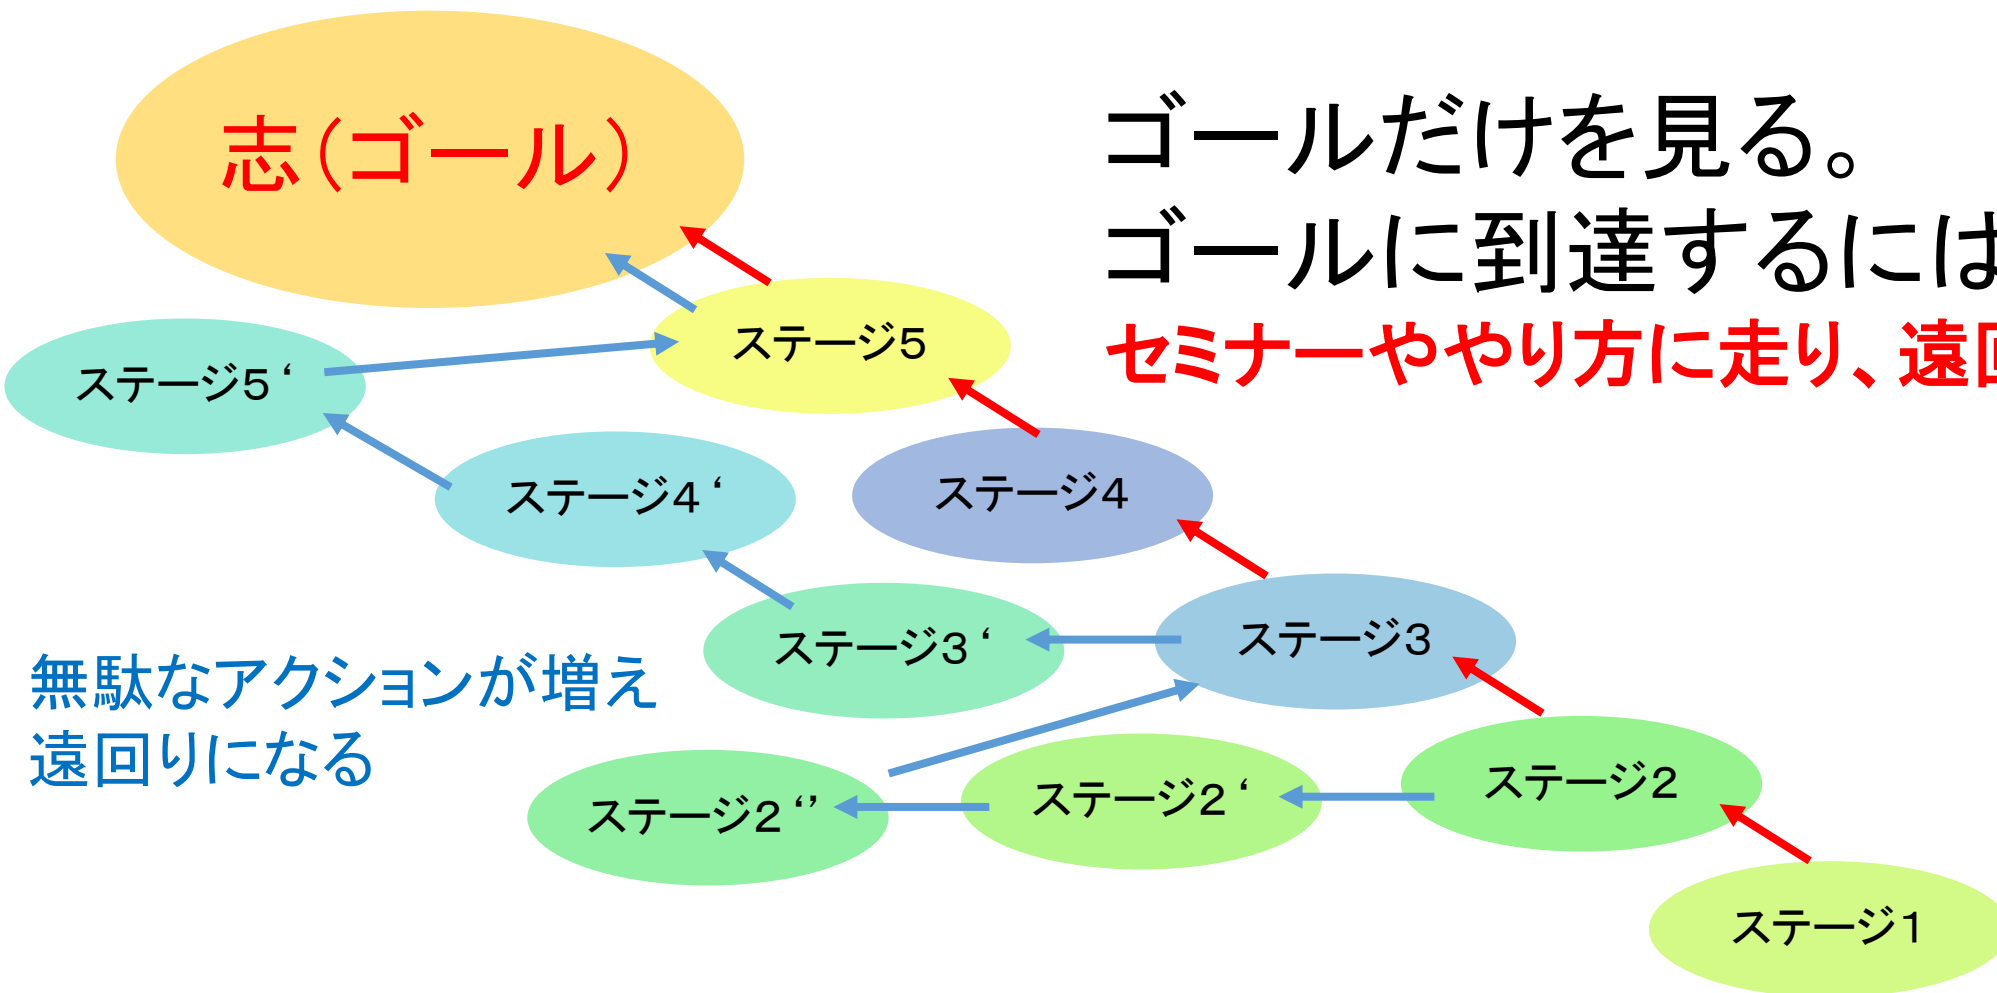 志（ゴール）
ゴールだけを見る。
ゴールに到達するには
セミナーややり方に走り、遠回
ステージ5
ステージ5‘
ステージ4‘
ステージ4
ステージ3‘
ステージ3
無駄なアクションが増え
遠回りになる
ステージ2‘’
ステージ2‘
ステージ2
ステージ1